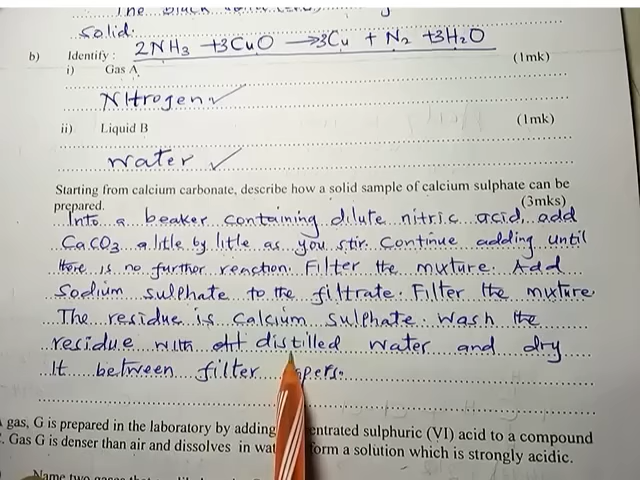 solid.
b) Identify : 2NH₃ +3CuO →3Cu + N₂ +3H₂O
i) Gas A (1mk)
Nitrogen ✓
ii) Liquid B (1mk)
water ✓
Starting from calcium carbonate, describe how a solid sample of calcium sulphate can be
prepared. (3mks)
Into a beaker containing dilute nitric acid, add
CaCO₃ a litle by litle as you stir. Continue adding until
there is no further reaction. Filter the mixture. Add
Sodium sulphate to the filtrate. Filter the mixture.
The residue is calcium sulphate. Wash the
residue with distilled water and dry
it between filter
gas, G is prepared in the laboratory by adding sulphuric (VI) acid to a compound
Gas G is denser than air and dissolves in form a solution which is strongly acidic.
Name two